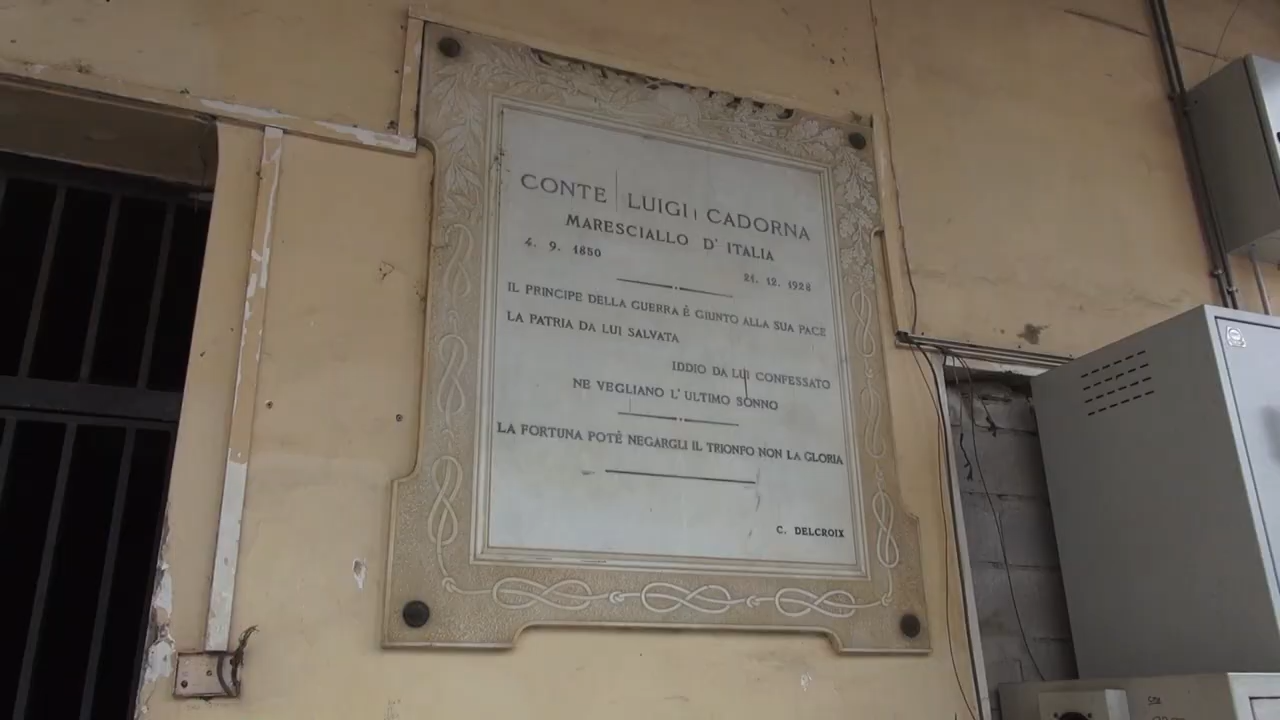 CONTE LUIGI CADORNA
MARESCIALLO D' ITALIA
4. 9. 1850
21. 12. 1928
IL PRINCIPE DELLA GUERRA È GIUNTO ALLA SUA PACE
LA PATRIA DA LUI SALVATA
IDDIO DA LUI CONFESSATO
NE VEGLIANO L' ULTIMO SONNO
LA FORTUNA POTÈ NEGARGLI IL TRIONFO NON LA GLORIA
C. DELCROIX